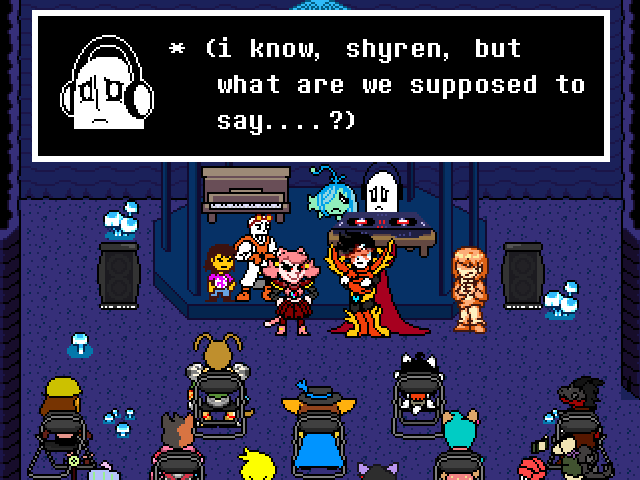 * (i know, shyren, but
what are we supposed to
say....?)